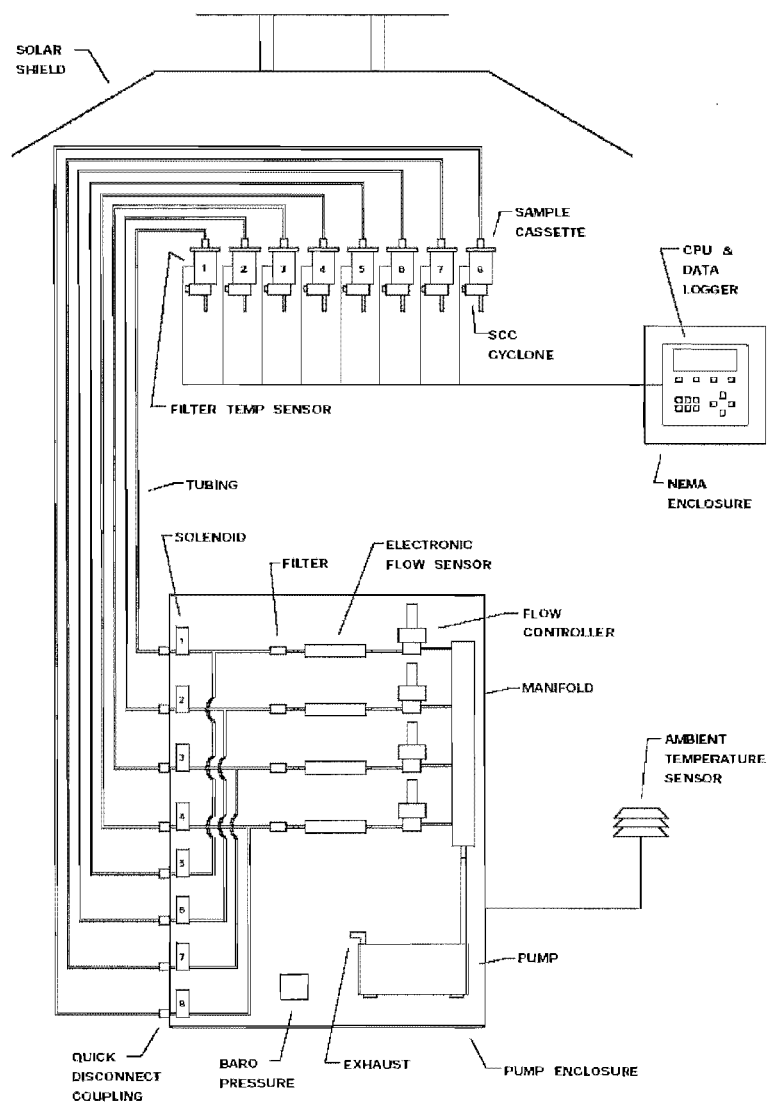 SOLAR
SHIELD
SAMPLE
CASSETTE
CPU &
DATA
LOGGER
1 2 3 4 5 6 7 8
SCC
CYCLONE
FILTER TEMP SENSOR
TUBING
NEMA
ENCLOSURE
SOLENOID
FILTER
ELECTRONIC
FLOW SENSOR
FLOW
CONTROLLER
1
MANIFOLD
2
AMBIENT
TEMPERATURE
SENSOR
3
4
5
6
7
PUMP
8
QUICK
DISCONNECT
COUPLING
BARO
PRESSURE
EXHAUST
PUMP ENCLOSURE